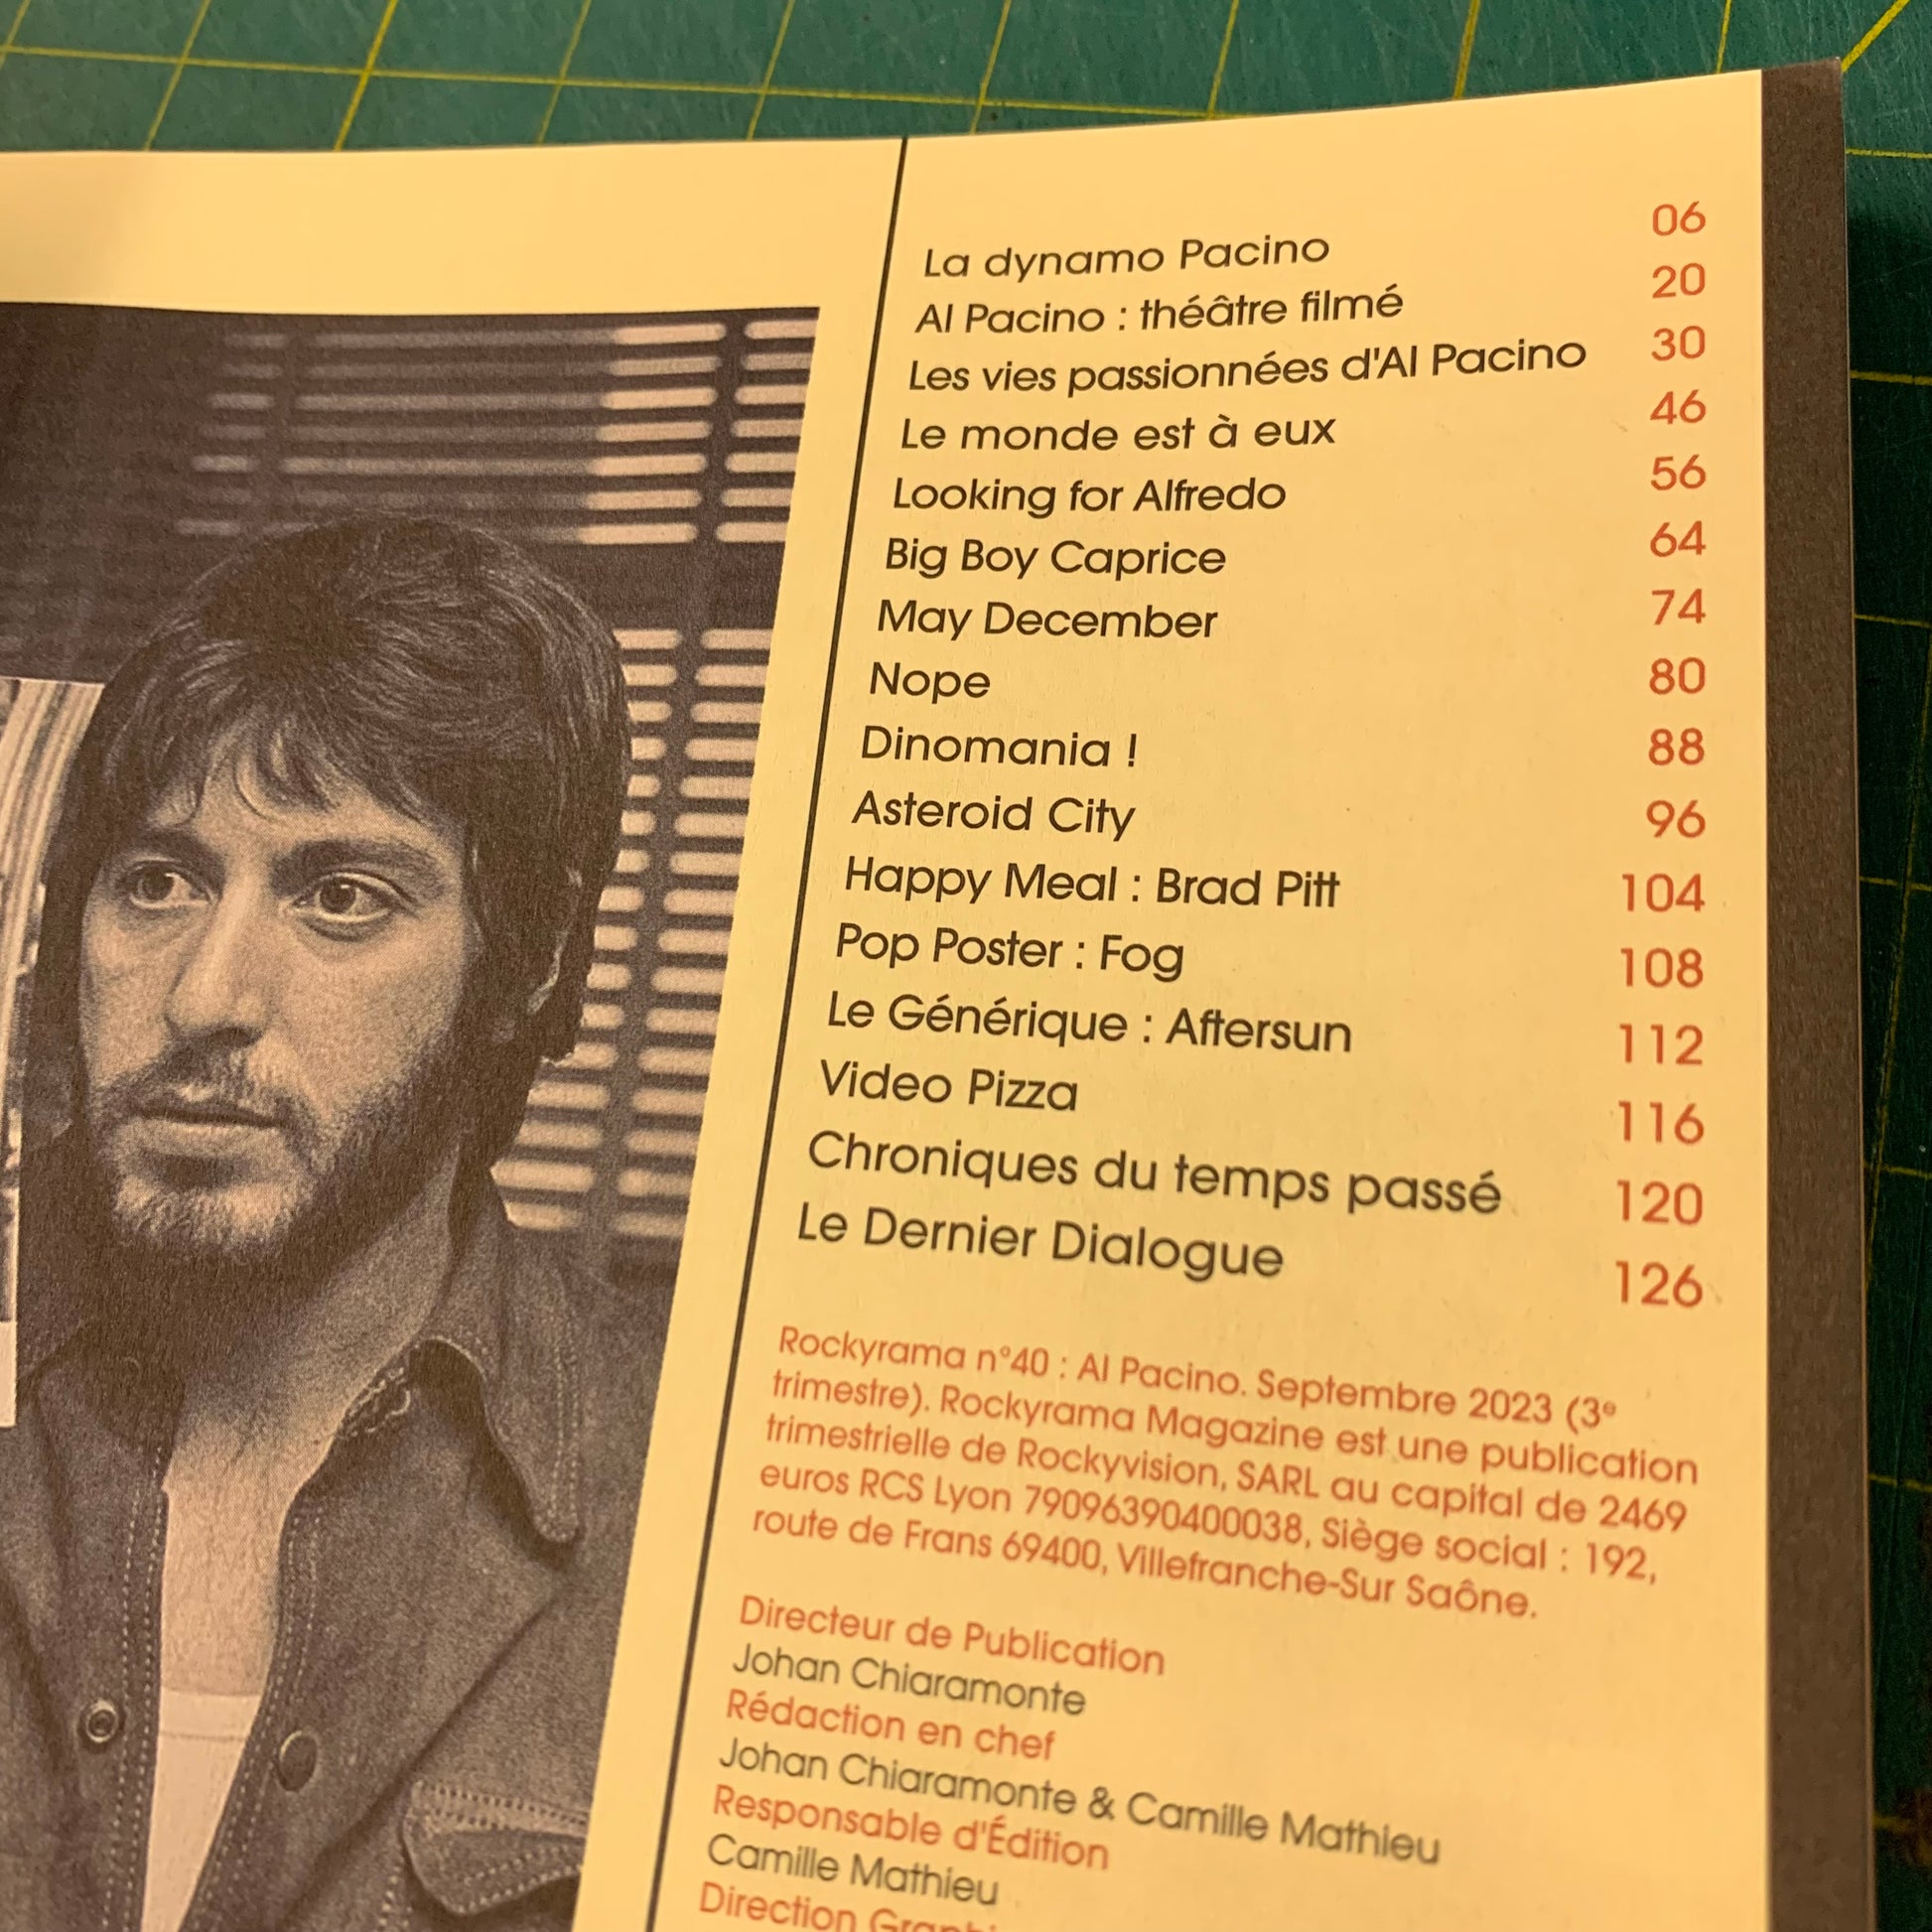 La dynamo Pacino 06
Al Pacino : théâtre filmé 20
Les vies passionnées d'Al Pacino 30
Le monde est à eux 46
Looking for Alfredo 56
Big Boy Caprice 64
May December 74
Nope 80
Dinomania ! 88
Asteroid City 96
Happy Meal : Brad Pitt 104
Pop Poster : Fog 108
Le Générique : Aftersun 112
Video Pizza 116
Chroniques du temps passé 120
Le Dernier Dialogue 126
Rockyrama n°40 : Al Pacino. Septembre 2023 (3e
trimestre). Rockyrama Magazine est une publication
trimestrielle de Rockyvision, SARL au capital de 2469
euros RCS Lyon 79096390400038, Siège social : 192,
route de Frans 69400, Villefranche-Sur Saône.
Directeur de Publication
Johan Chiaramonte
Rédaction en chef
Johan Chiaramonte & Camille Mathieu
Responsable d'Édition
Camille Mathieu
Direction